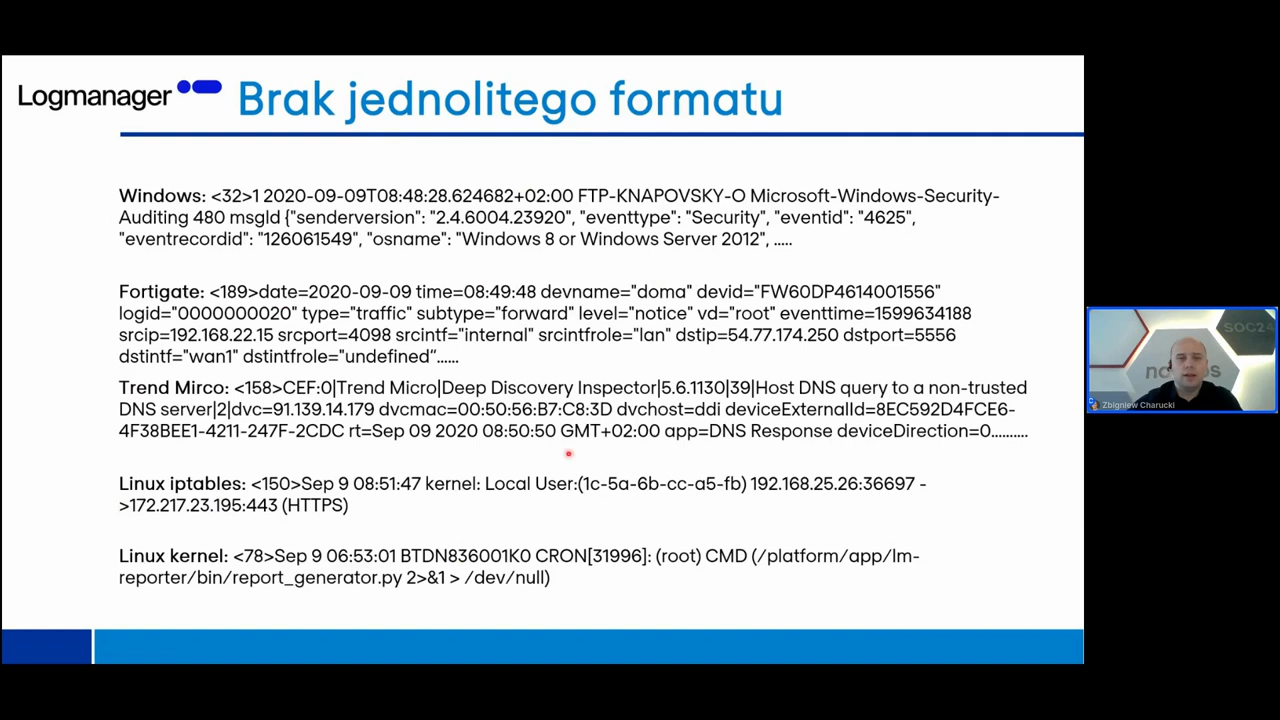 Logmanager
Brak jednolitego formatu
Windows: <32>1 2020-09-09T08:48:28.624682+02:00 FTP-KNAPOVSKY-O Microsoft-Windows-Security-
Auditing 480 msgId {"senderversion": "2.4.6004.23920", "eventtype": "Security", "eventid": "4625",
"eventrecordid": "126061549", "osname": "Windows 8 or Windows Server 2012", .....
Fortigate: <189>date=2020-09-09 time=08:49:48 devname="doma" devid="FW60DP4614001556"
logid="0000000020" type="traffic" subtype="forward" level="notice" vd="root" eventtime=1599634188
srcip=192.168.22.15 srcport=4098 srcintf="internal" srcintfrole="lan" dstip=54.77.174.250 dstport=5556
dstintf="wan1" dstintfrole="undefined”......
Trend Mirco: <158>CEF:0|Trend Micro|Deep Discovery Inspector|5.6.1130|39|Host DNS query to a non-trusted
DNS server|2|dvc=91.139.14.179 dvcmac=00:50:56:B7:C8:3D dvchost=ddi deviceExternalId=8EC592D4FCE6-
4F38BEE1-4211-247F-2CDC rt=Sep 09 2020 08:50:50 GMT+02:00 app=DNS Response deviceDirection=0..........
Linux iptables: <150>Sep 9 08:51:47 kernel: Local User:(1c-5a-6b-cc-a5-fb) 192.168.25.26:36697 -
>172.217.23.195:443 (HTTPS)
Linux kernel: <78>Sep 9 06:53:01 BTDN836001K0 CRON[31996]: (root) CMD (/platform/app/lm-
reporter/bin/report_generator.py 2>&1 > /dev/null)
SOC24
Zbigniew Charucki